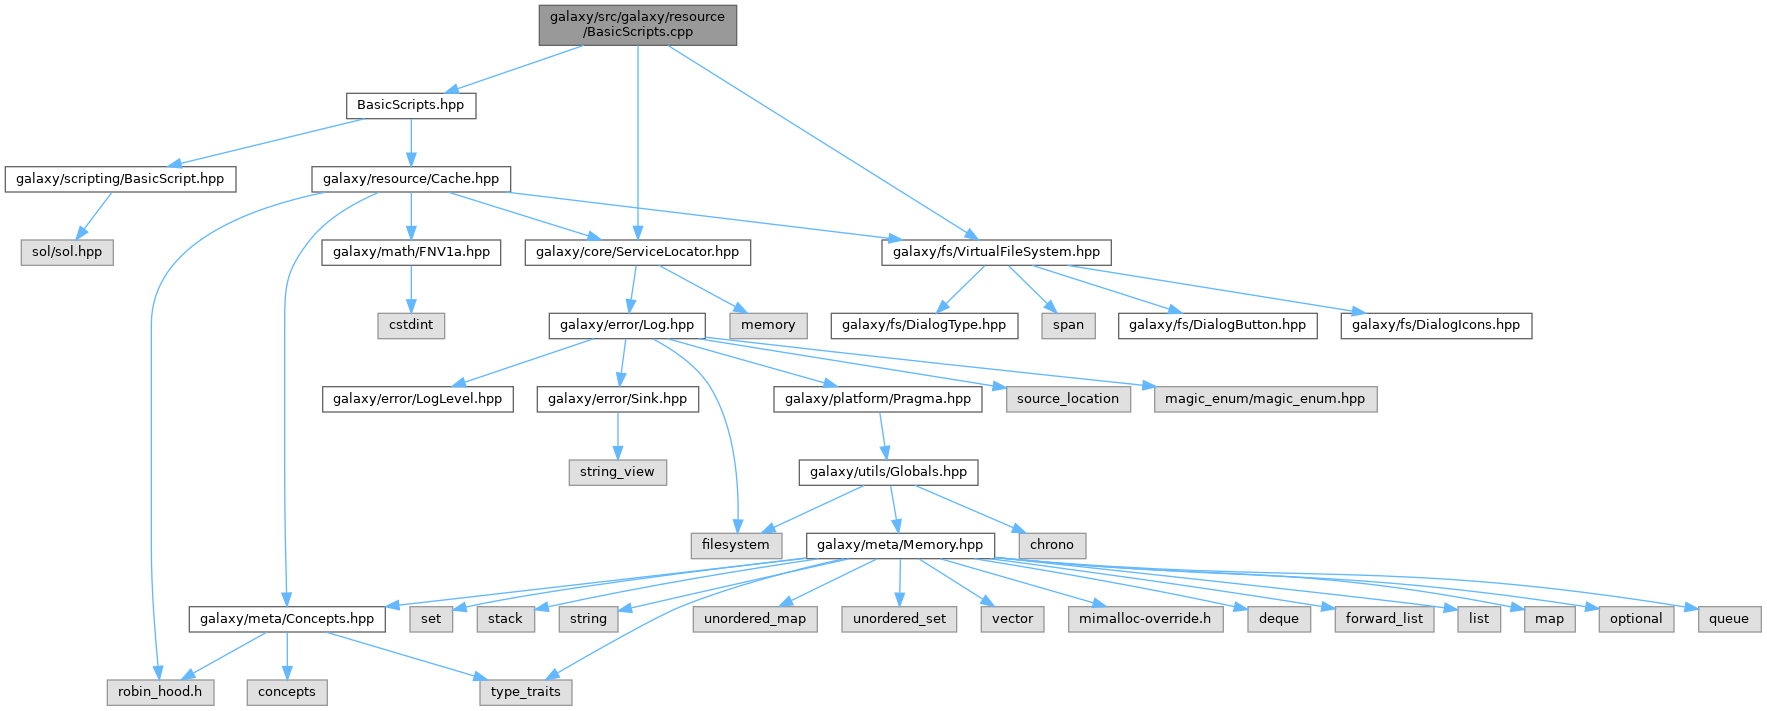 galaxy/src/galaxy/resource
/BasicScripts.cpp
BasicScripts.hpp
galaxy/scripting/BasicScript.hpp
galaxy/resource/Cache.hpp
sol/sol.hpp
galaxy/math/FNV1a.hpp
galaxy/core/ServiceLocator.hpp
galaxy/fs/VirtualFileSystem.hpp
cstdint
galaxy/error/Log.hpp
memory
galaxy/fs/DialogType.hpp
span
galaxy/fs/DialogButton.hpp
galaxy/fs/DialogIcons.hpp
galaxy/error/LogLevel.hpp
galaxy/error/Sink.hpp
galaxy/platform/Pragma.hpp
source_location
magic_enum/magic_enum.hpp
string_view
galaxy/utils/Globals.hpp
filesystem
galaxy/meta/Memory.hpp
chrono
galaxy/meta/Concepts.hpp
set
stack
string
unordered_map
unordered_set
vector
mimalloc-override.h
deque
forward_list
list
map
optional
queue
robin_hood.h
concepts
type_traits